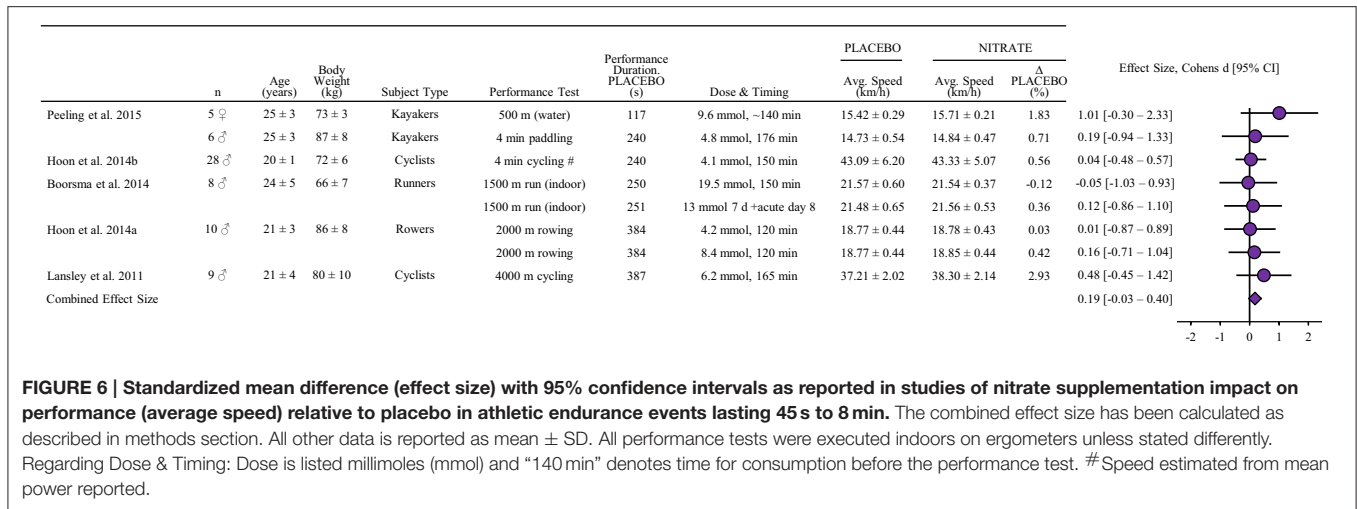 PLACEBO NITRATE
n Age (years) Body Weight (kg) Subject Type Performance Test Performance Duration. PLACEBO (s) Dose & Timing Avg. Speed (km/h) Avg. Speed (km/h) Δ PLACEBO (%) Effect Size, Cohens d [95% CI]
Peeling et al. 2015 5 ♀ 25 ± 3 73 ± 3 Kayakers 500 m (water) 117 9.6 mmol, ~140 min 15.42 ± 0.29 15.71 ± 0.21 1.83 1.01 [-0.30 − 2.33]
6 ♂ 25 ± 3 87 ± 8 Kayakers 4 min paddling 240 4.8 mmol, 176 min 14.73 ± 0.54 14.84 ± 0.47 0.71 0.19 [-0.94 − 1.33]
Hoon et al. 2014b 28 ♂ 20 ± 1 72 ± 6 Cyclists 4 min cycling # 240 4.1 mmol, 150 min 43.09 ± 6.20 43.33 ± 5.07 0.56 0.04 [-0.48 − 0.57]
Boorsma et al. 2014 8 ♂ 24 ± 5 66 ± 7 Runners 1500 m run (indoor) 250 19.5 mmol, 150 min 21.57 ± 0.60 21.54 ± 0.37 -0.12 -0.05 [-1.03 − 0.93]
1500 m run (indoor) 251 13 mmol 7 d +acute day 8 21.48 ± 0.65 21.56 ± 0.53 0.36 0.12 [-0.86 − 1.10]
Hoon et al. 2014a 10 ♂ 21 ± 3 86 ± 8 Rowers 2000 m rowing 384 4.2 mmol, 120 min 18.77 ± 0.44 18.78 ± 0.43 0.03 0.01 [-0.87 − 0.89]
2000 m rowing 384 8.4 mmol, 120 min 18.77 ± 0.44 18.85 ± 0.44 0.42 0.16 [-0.71 − 1.04]
Lansley et al. 2011 9 ♂ 21 ± 4 80 ± 10 Cyclists 4000 m cycling 387 6.2 mmol, 165 min 37.21 ± 2.02 38.30 ± 2.14 2.93 0.48 [-0.45 − 1.42]
Combined Effect Size 0.19 [-0.03 − 0.40]
-2 -1 0 1 2
FIGURE 6 | Standardized mean difference (effect size) with 95% confidence intervals as reported in studies of nitrate supplementation impact on
performance (average speed) relative to placebo in athletic endurance events lasting 45 s to 8 min. The combined effect size has been calculated as
described in methods section. All other data is reported as mean ± SD. All performance tests were executed indoors on ergometers unless stated differently.
Regarding Dose & Timing: Dose is listed millimoles (mmol) and “140 min” denotes time for consumption before the performance test. #Speed estimated from mean
power reported.